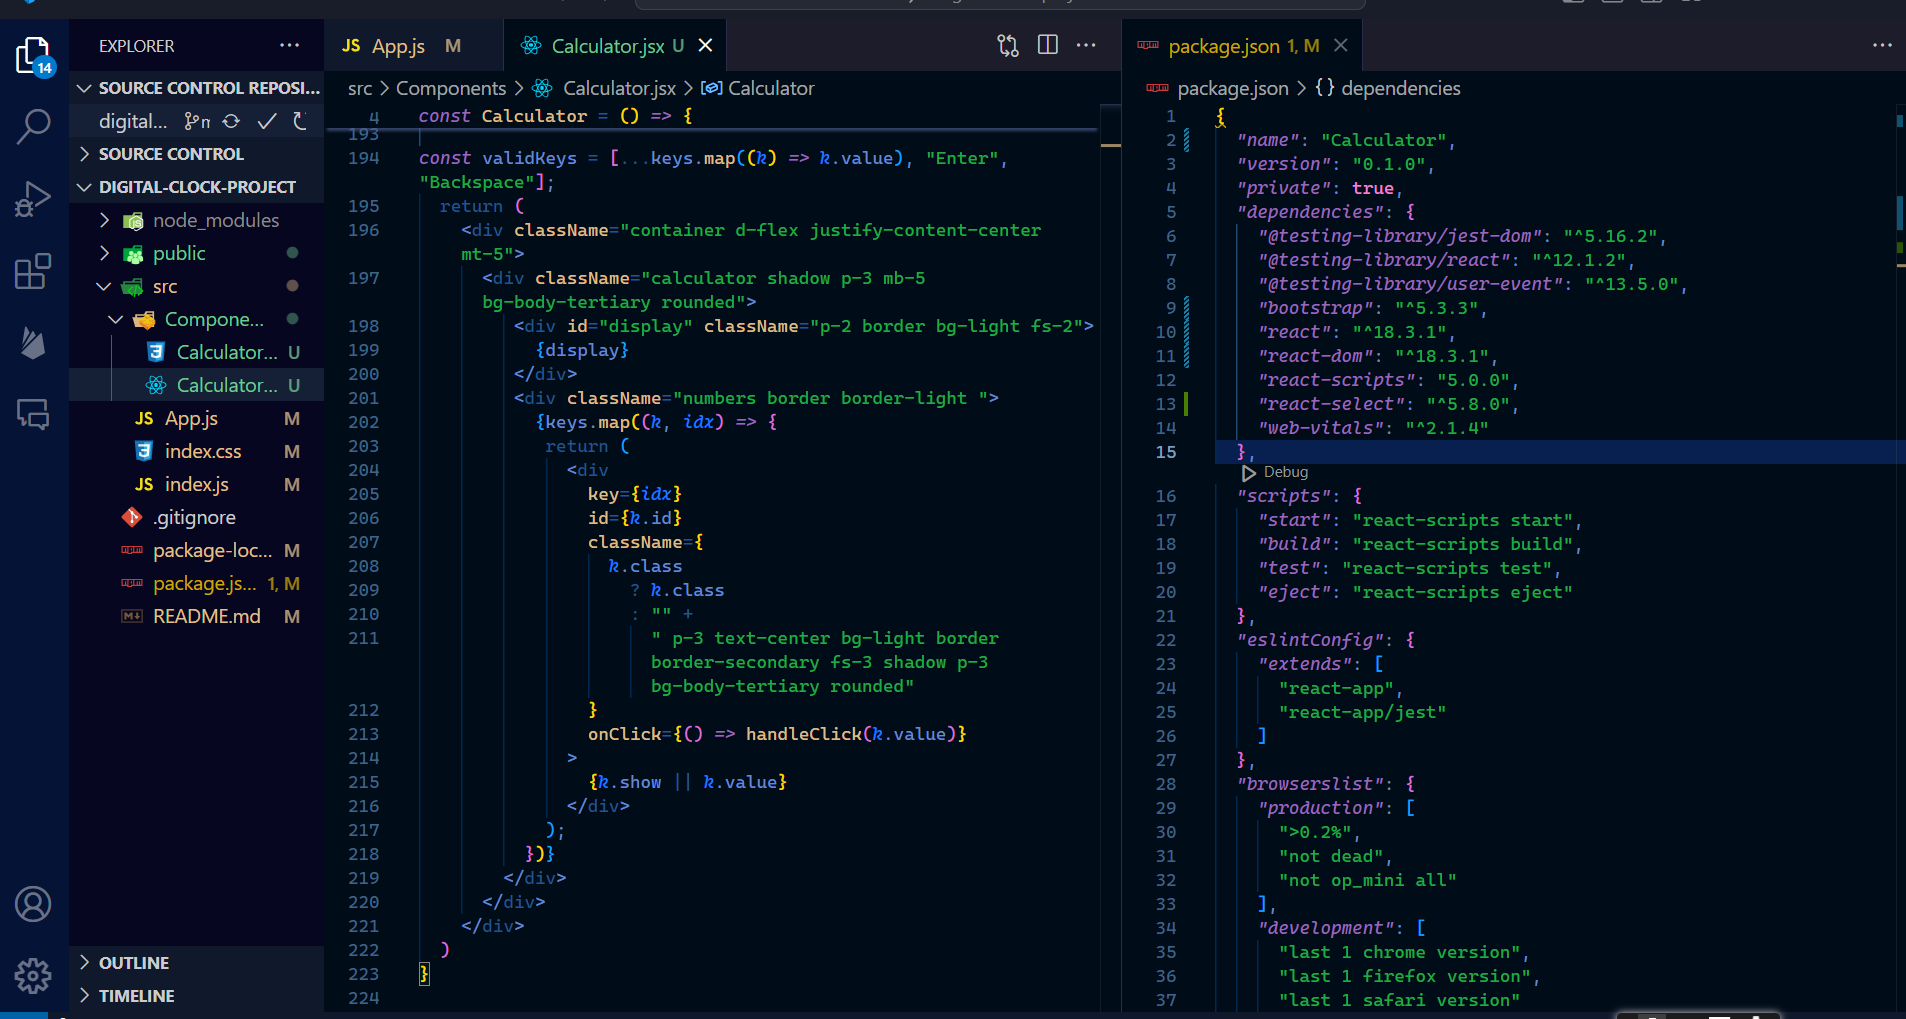 EXPLORER
14
SOURCE CONTROL REPOSI...
digital...
SOURCE CONTROL
DIGITAL-CLOCK-PROJECT
node_modules
public
src
Compone...
Calculator... U
Calculator... U
JS App.js M
index.css M
JS index.js M
.gitignore
package-loc... M
package.js... 1, M
README.md M
OUTLINE
TIMELINE
JS App.js M
Calculator.jsx U
src > Components > Calculator.jsx > Calculator
4 const Calculator = () => {
193
194 const validKeys = [...keys.map((k) => k.value), "Enter",
"Backspace"];
195 return (
196 <div className="container d-flex justify-content-center
mt-5">
197 <div className="calculator shadow p-3 mb-5
bg-body-tertiary rounded">
198 <div id="display" className="p-2 border bg-light fs-2">
199 {display}
200 </div>
201 <div className="numbers border border-light ">
202 {keys.map((k, idx) => {
203 return (
204 <div
205 key={idx}
206 id={k.id}
207 className={
208 k.class
209 ? k.class
210 : "" +
211 " p-3 text-center bg-light border
border-secondary fs-3 shadow p-3
bg-body-tertiary rounded"
212 }
213 onClick={() => handleClick(k.value)}
214 >
215 {k.show || k.value}
216 </div>
217 );
218 })}
219 </div>
220 </div>
221 </div>
222 )
223 }
224
package.json 1, M
package.json > {} dependencies
1 {
2 "name": "Calculator",
3 "version": "0.1.0",
4 "private": true,
5 "dependencies": {
6 "@testing-library/jest-dom": "^5.16.2",
7 "@testing-library/react": "^12.1.2",
8 "@testing-library/user-event": "^13.5.0",
9 "bootstrap": "^5.3.3",
10 "react": "^18.3.1",
11 "react-dom": "^18.3.1",
12 "react-scripts": "5.0.0",
13 "react-select": "^5.8.0",
14 "web-vitals": "^2.1.4"
15 },
Debug
16 "scripts": {
17 "start": "react-scripts start",
18 "build": "react-scripts build",
19 "test": "react-scripts test",
20 "eject": "react-scripts eject"
21 },
22 "eslintConfig": {
23 "extends": [
24 "react-app",
25 "react-app/jest"
26 ]
27 },
28 "browserslist": {
29 "production": [
30 ">0.2%",
31 "not dead",
32 "not op_mini all"
33 ],
34 "development": [
35 "last 1 chrome version",
36 "last 1 firefox version",
37 "last 1 safari version"